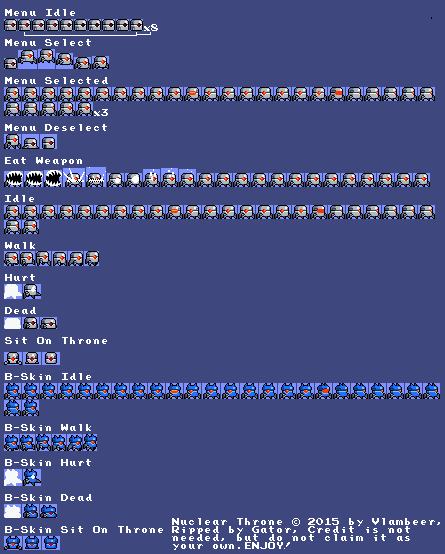 Menu Idle
x8
Menu Select
Menu Selected
x3
Menu Deselect
Eat Weapon
Idle
Walk
Hurt
Dead
Sit On Throne
B-Skin Idle
B-Skin Walk
B-Skin Hurt
B-Skin Dead
B-Skin Sit On Throne
Nuclear Throne © 2015 by Vlambeer,
Ripped by Gator, Credit is not
needed, but do not claim it as
your own.ENJOY!